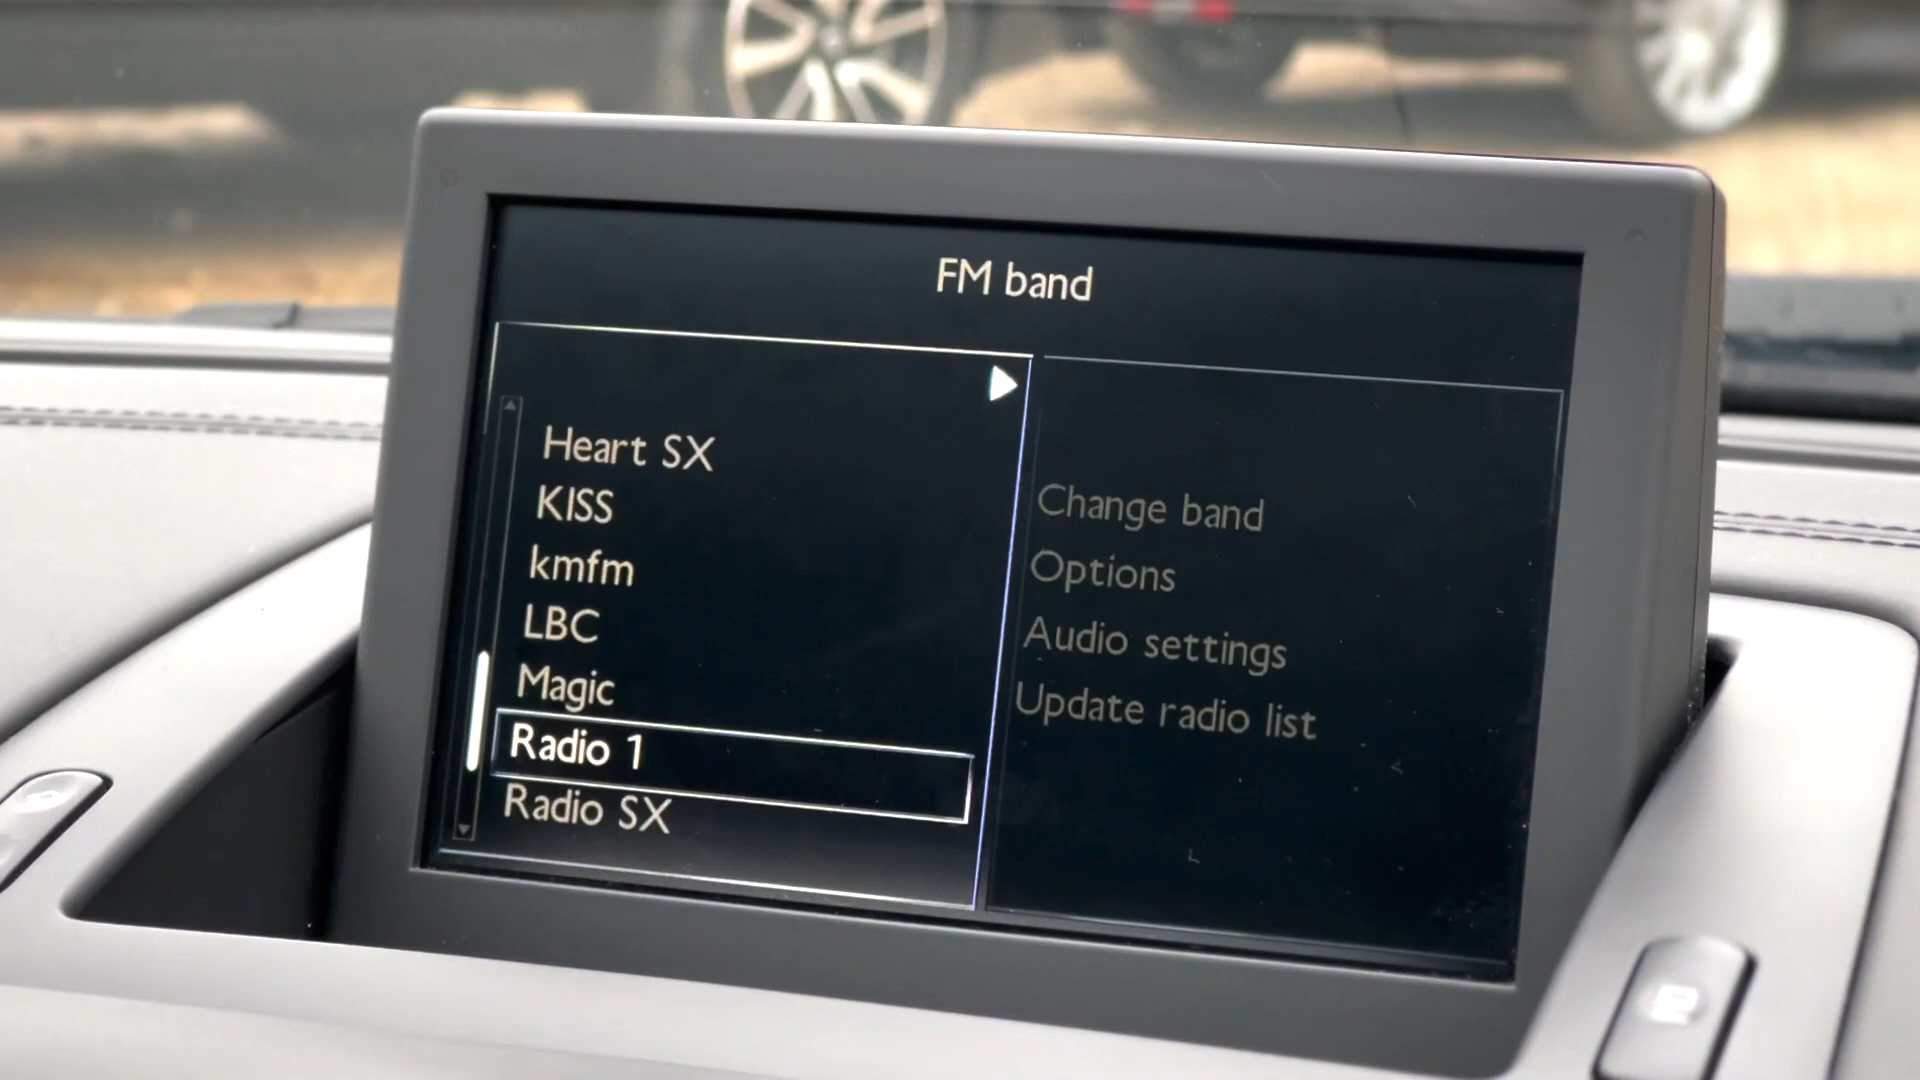 FM band
Heart SX
KISS
kmfm
LBC
Magic
Radio 1
Radio SX
Change band
Options
Audio settings
Update radio list